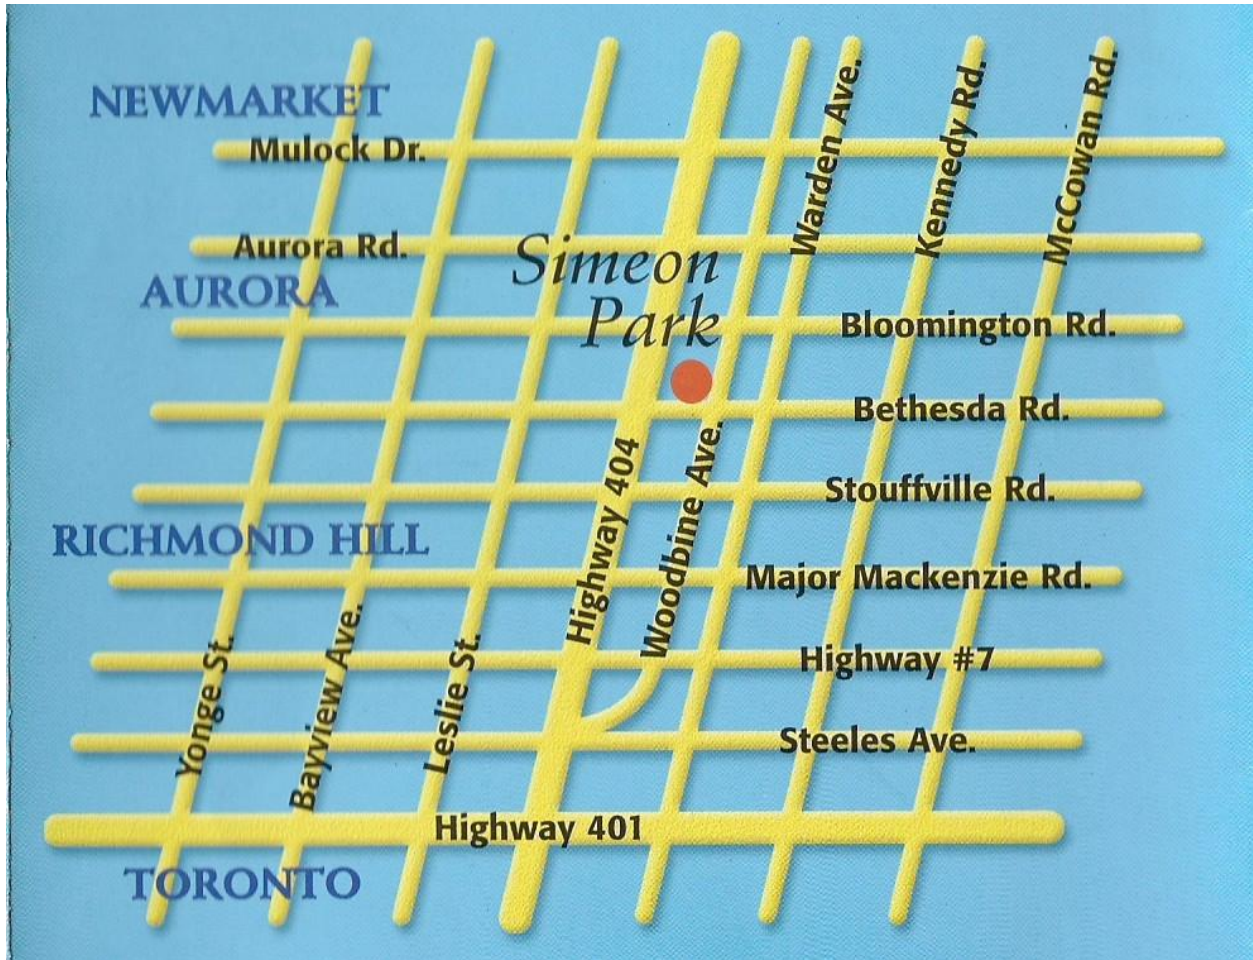 NEWMARKET
Mulock Dr.
Aurora Rd.
AURORA
Simeon
Park
Warden Ave.
Kennedy Rd.
McCowan Rd.
Bloomington Rd.
Bethesda Rd.
Stouffville Rd.
RICHMOND HILL
Highway 404
Woodbine Ave.
Major Mackenzie Rd.
Highway #7
Yonge St.
Bayview Ave.
Leslie St.
Steeles Ave.
Highway 401
TORONTO